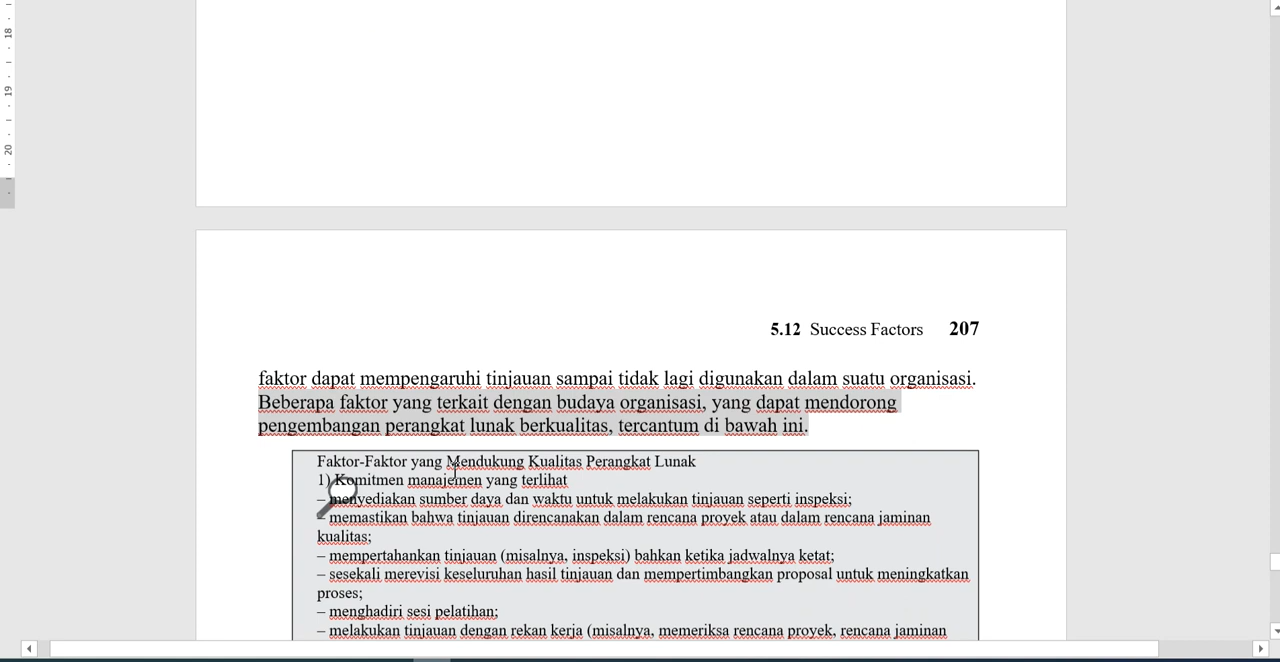 18
19
20
5.12 Success Factors 207
faktor dapat mempengaruhi tinjauan sampai tidak lagi digunakan dalam suatu organisasi.
Beberapa faktor yang terkait dengan budaya organisasi, yang dapat mendorong
pengembangan perangkat lunak berkualitas, tercantum di bawah ini.
Faktor-Faktor yang Mendukung Kualitas Perangkat Lunak
1) Komitmen manajemen yang terlihat
– menyediakan sumber daya dan waktu untuk melakukan tinjauan seperti inspeksi;
– memastikan bahwa tinjauan direncanakan dalam rencana proyek atau dalam rencana jaminan
kualitas;
– mempertahankan tinjauan (misalnya, inspeksi) bahkan ketika jadwalnya ketat;
– sesekali merevisi keseluruhan hasil tinjauan dan mempertimbangkan proposal untuk meningkatkan
proses;
– menghadiri sesi pelatihan;
– melakukan tinjauan dengan rekan kerja (misalnya, memeriksa rencana proyek, rencana jaminan